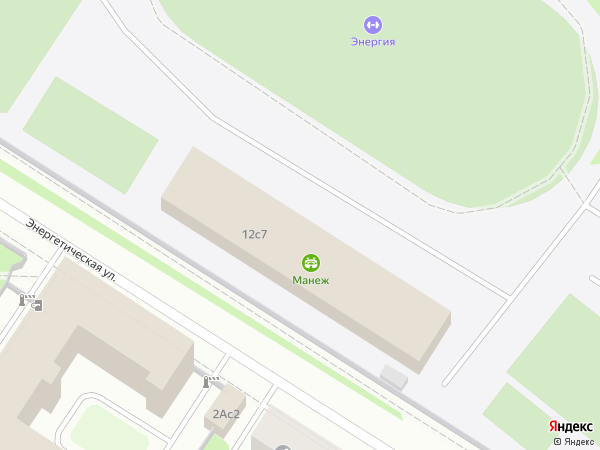 Энергия
12с7
Манеж
Энергетическая ул.
2Ас2
Яндекс
© Яндекс